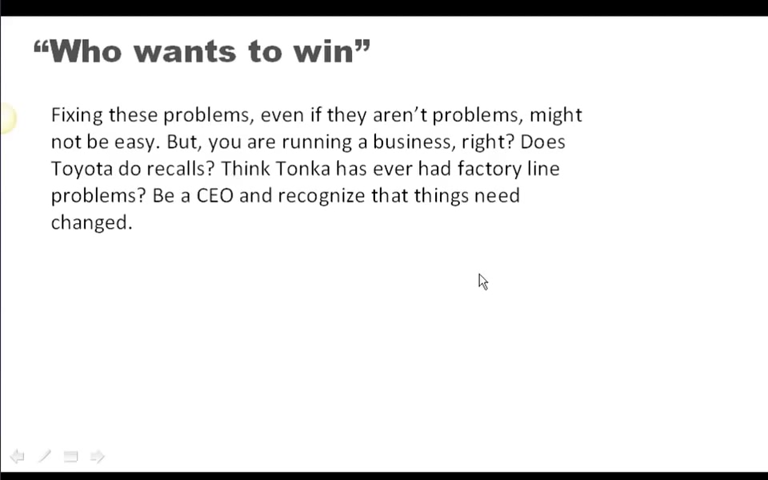 “Who wants to win”
Fixing these problems, even if they aren’t problems, might
not be easy. But, you are running a business, right? Does
Toyota do recalls? Think Tonka has ever had factory line
problems? Be a CEO and recognize that things need
changed.